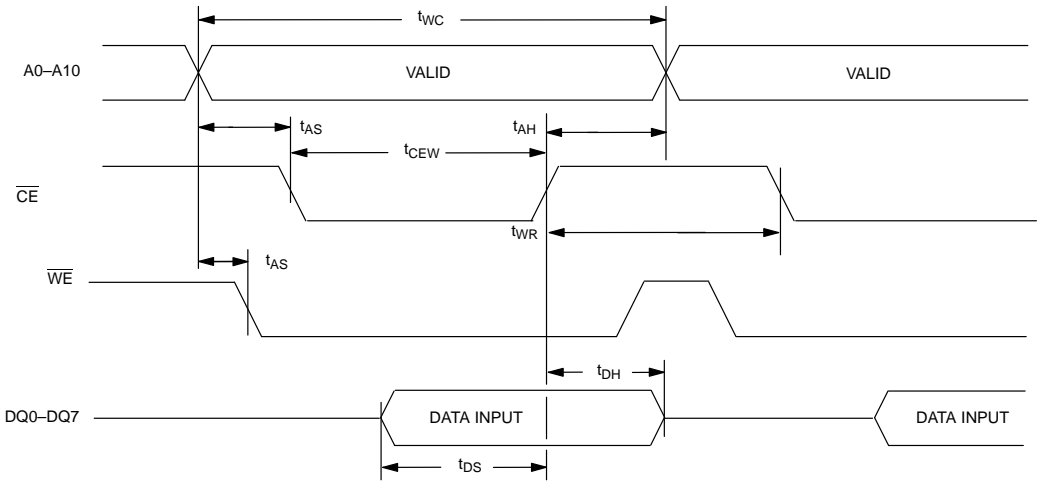 tWC
A0–A10 VALID VALID
tAS tAH
tCEW
CE
tWR
tAS
WE
tDH
DQ0–DQ7 DATA INPUT DATA INPUT
tDS